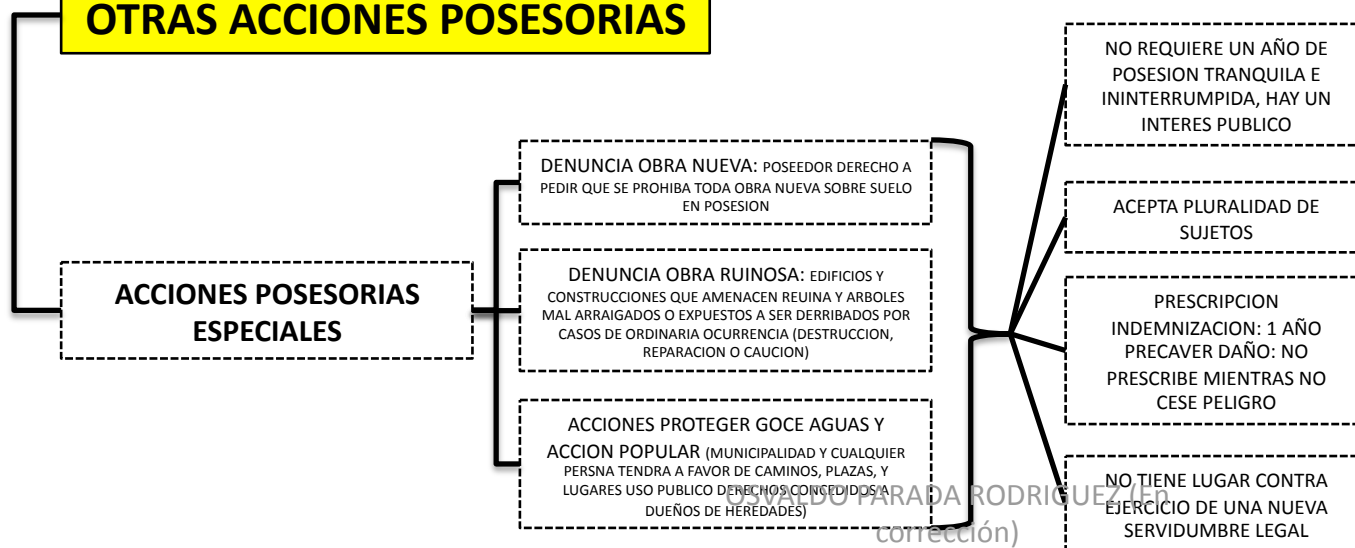 OTRAS ACCIONES POSESORIAS
ACCIONES POSESORIAS
ESPECIALES
DENUNCIA OBRA NUEVA: POSEEDOR DERECHO A
PEDIR QUE SE PROHIBA TODA OBRA NUEVA SOBRE SUELO
EN POSESION
DENUNCIA OBRA RUINOSA: EDIFICIOS Y
CONSTRUCCIONES QUE AMENACEN REUINA Y ARBOLES
MAL ARRAIGADOS O EXPUESTOS A SER DERRIBADOS POR
CASOS DE ORDINARIA OCURRENCIA (DESTRUCCION,
REPARACION O CAUCION)
ACCIONES PROTEGER GOCE AGUAS Y
ACCION POPULAR (MUNICIPALIDAD Y CUALQUIER
PERSNA TENDRA A FAVOR DE CAMINOS, PLAZAS, Y
LUGARES USO PUBLICO DERECHOS CONCEDIDOS A
DUEÑOS DE HEREDADES)
NO REQUIERE UN AÑO DE
POSESION TRANQUILA E
ININTERRUMPIDA, HAY UN
INTERES PUBLICO
ACEPTA PLURALIDAD DE
SUJETOS
PRESCRIPCION
INDEMNIZACION: 1 AÑO
PRECAVER DAÑO: NO
PRESCRIBE MIENTRAS NO
CESE PELIGRO
NO TIENE LUGAR CONTRA
EJERCICIO DE UNA NUEVA
SERVIDUMBRE LEGAL
OSVALDO PARADA RODRIGUEZ (En
corrección)